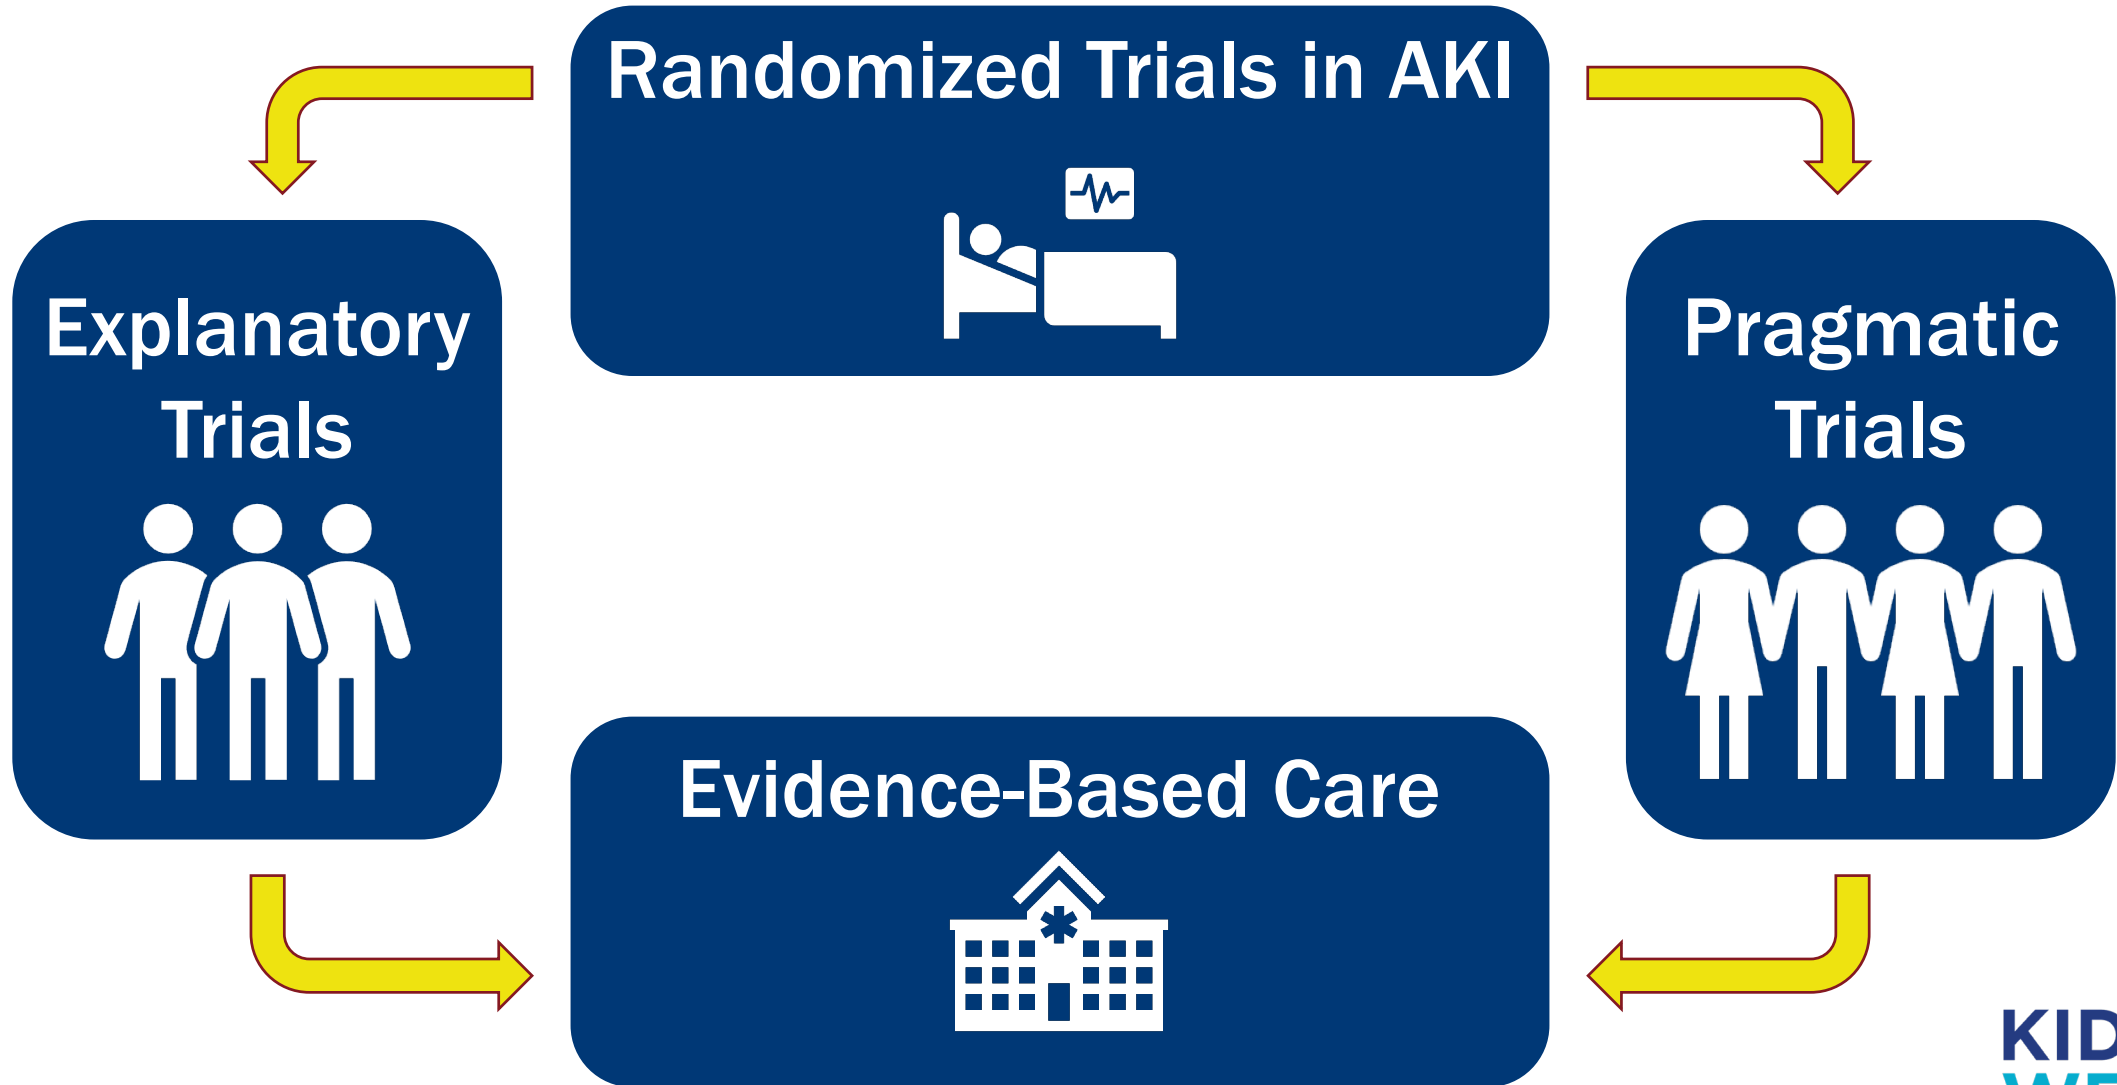 Randomized Trials in AKI
Explanatory
Trials
Pragmatic
Trials
Evidence-Based Care
KID